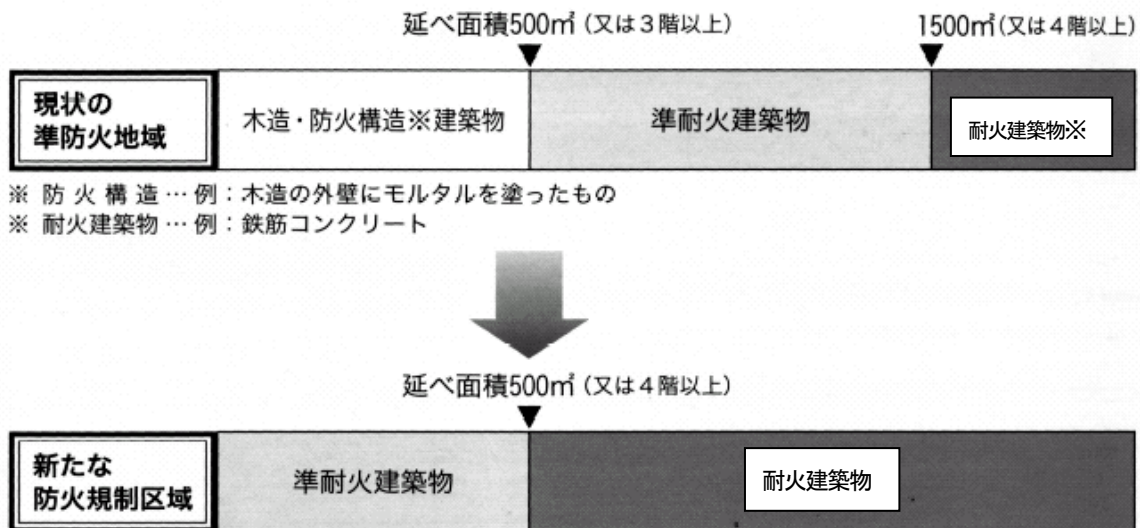 延べ面積500㎡（又は３階以上）
1500㎡（又は４階以上）
現状の
準防火地域
木造・防火構造※建築物
準耐火建築物
耐火建築物※
※ 防 火 構 造 … 例：木造の外壁にモルタルを塗ったもの
※ 耐火建築物 … 例：鉄筋コンクリート
延べ面積500㎡（又は４階以上）
新たな
防火規制区域
準耐火建築物
耐火建築物